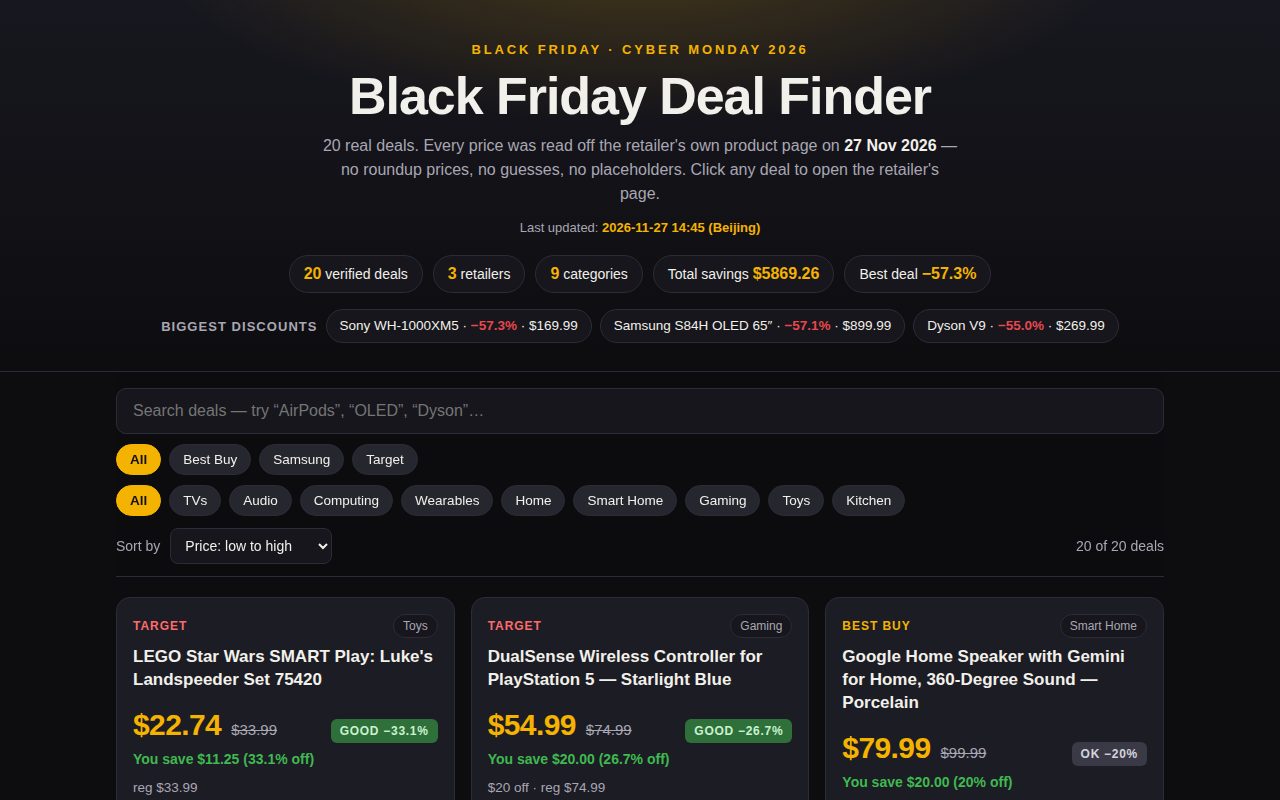 BLACK FRIDAY · CYBER MONDAY 2026
Black Friday Deal Finder
20 real deals. Every price was read off the retailer's own product page on 27 Nov 2026 —
no roundup prices, no guesses, no placeholders. Click any deal to open the retailer's
page.
Last updated: 2026-11-27 14:45 (Beijing)
20 verified deals 3 retailers 9 categories Total savings $5869.26 Best deal −57.3%
BIGGEST DISCOUNTS Sony WH-1000XM5 · −57.3% · $169.99 Samsung S84H OLED 65″ · −57.1% · $899.99 Dyson V9 · −55.0% · $269.99
Search deals — try “AirPods”, “OLED”, “Dyson”…
All Best Buy Samsung Target
All TVs Audio Computing Wearables Home Smart Home Gaming Toys Kitchen
Sort by Price: low to high 20 of 20 deals
TARGET Toys
LEGO Star Wars SMART Play: Luke's
Landspeeder Set 75420
$22.74 $33.99 GOOD −33.1%
You save $11.25 (33.1% off)
reg $33.99
TARGET Gaming
DualSense Wireless Controller for
PlayStation 5 — Starlight Blue
$54.99 $74.99 GOOD −26.7%
You save $20.00 (26.7% off)
$20 off · reg $74.99
BEST BUY Smart Home
Google Home Speaker with Gemini
for Home, 360-Degree Sound —
Porcelain
$79.99 $99.99 OK −20%
You save $20.00 (20% off)